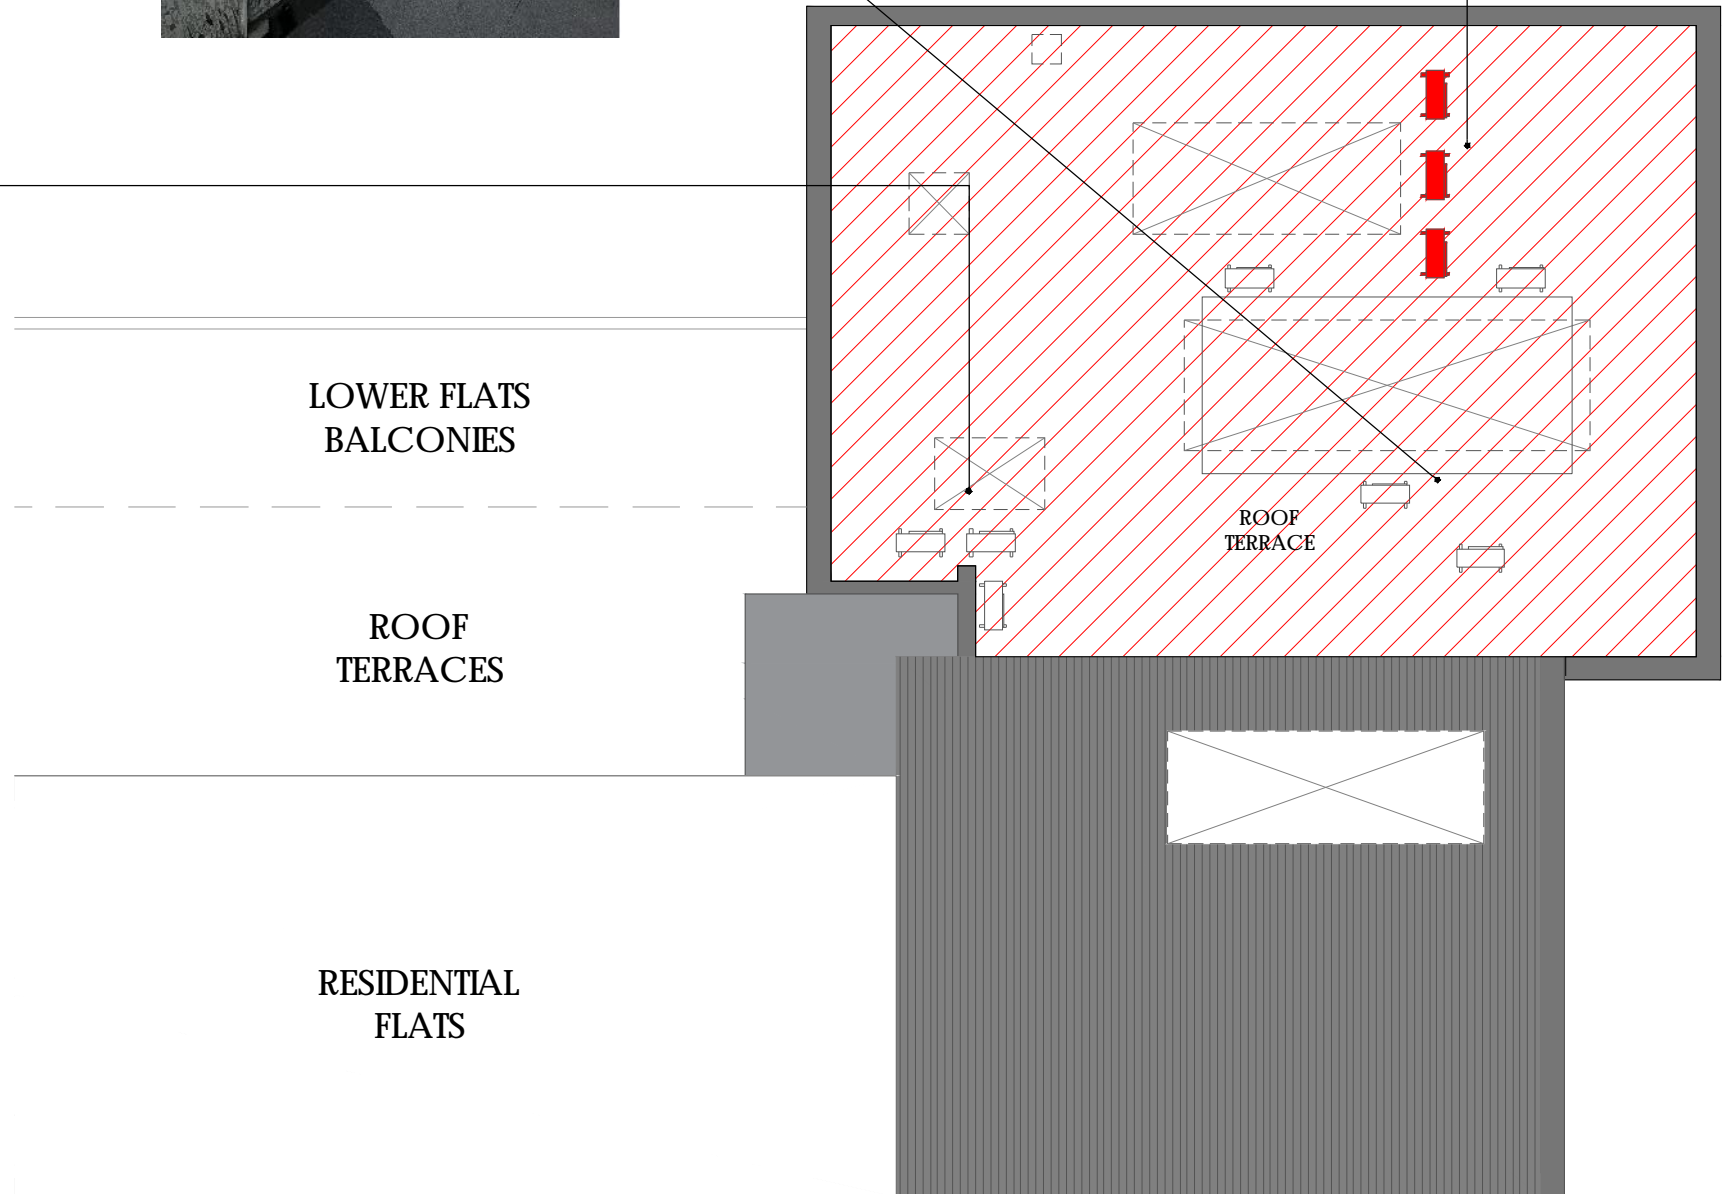 LOWER FLATS
BALCONIES
ROOF
TERRACE
ROOF
TERRACES
RESIDENTIAL
FLATS